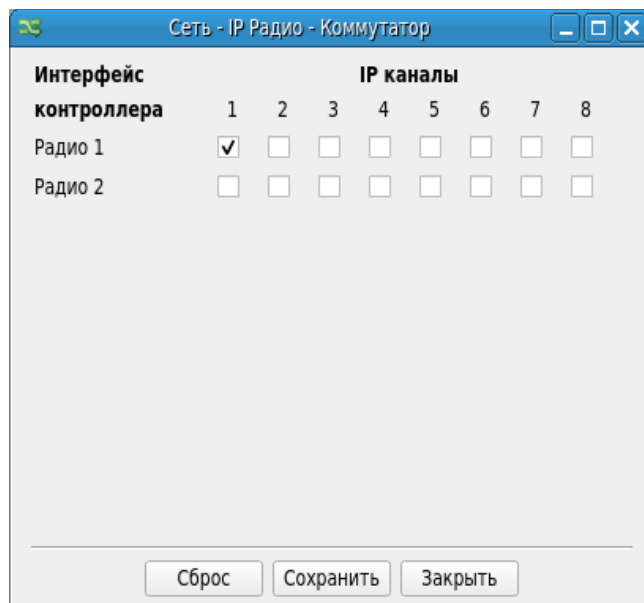 Сеть - IP Радио - Коммутатор
Интерфейс IP каналы
контроллера 1 2 3 4 5 6 7 8
Радио 1
Радио 2
Сброс Сохранить Закрыть